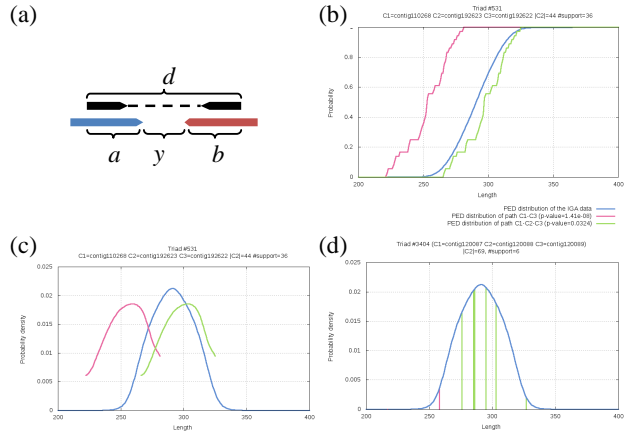 (a)
d
a y b
(b)
Triad #531
C1=contig110268 C2=contig192623 C3=contig192622 |C2|=44 #support=36
Probability
1
0.8
0.6
0.4
0.2
0
200 250 300 350 400
Length
PED distribution of the IGA data
PED distribution of path C1-C3 (p-value=1.41e-08)
PED distribution of path C1-C2-C3 (p-value=0.0324)
(c)
Triad #531
C1=contig110268 C2=contig192623 C3=contig192622 |C2|=44 #support=36
Probability density
0.025
0.02
0.015
0.01
0.005
0
200 250 300 350 400
Length
(d)
Triad #3404 (C1=contig120087 C2=contig120088 C3=contig120089)
|C2|=69, #support=6
Probability density
0.025
0.02
0.015
0.01
0.005
0
200 250 300 350 400
Length